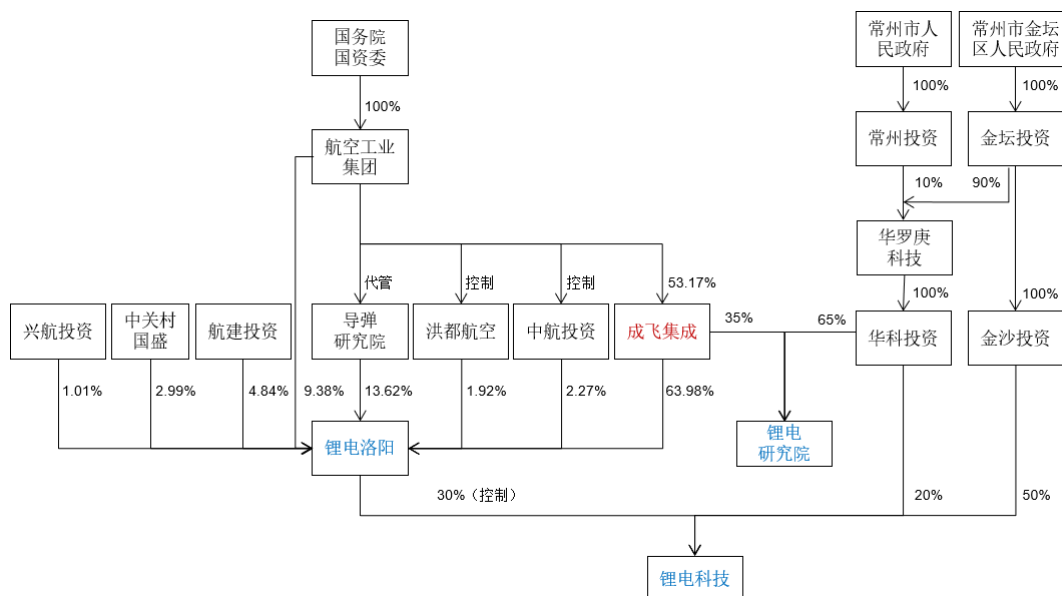 国务院
国资委
常州市人
民政府
常州市金坛
区人民政府
100%
100%
100%
航空工业
集团
常州投资
金坛投资
10%
90%
华罗庚
科技
代管
控制
控制
53.17%
100%
100%
兴航投资
中关村
国盛
航建投资
导弹
研究院
洪都航空
中航投资
成飞集成
35%
65%
华科投资
金沙投资
1.01%
2.99%
4.84%
9.38%
13.62%
1.92%
2.27%
63.98%
锂电洛阳
锂电
研究院
30%（控制）
20%
50%
锂电科技